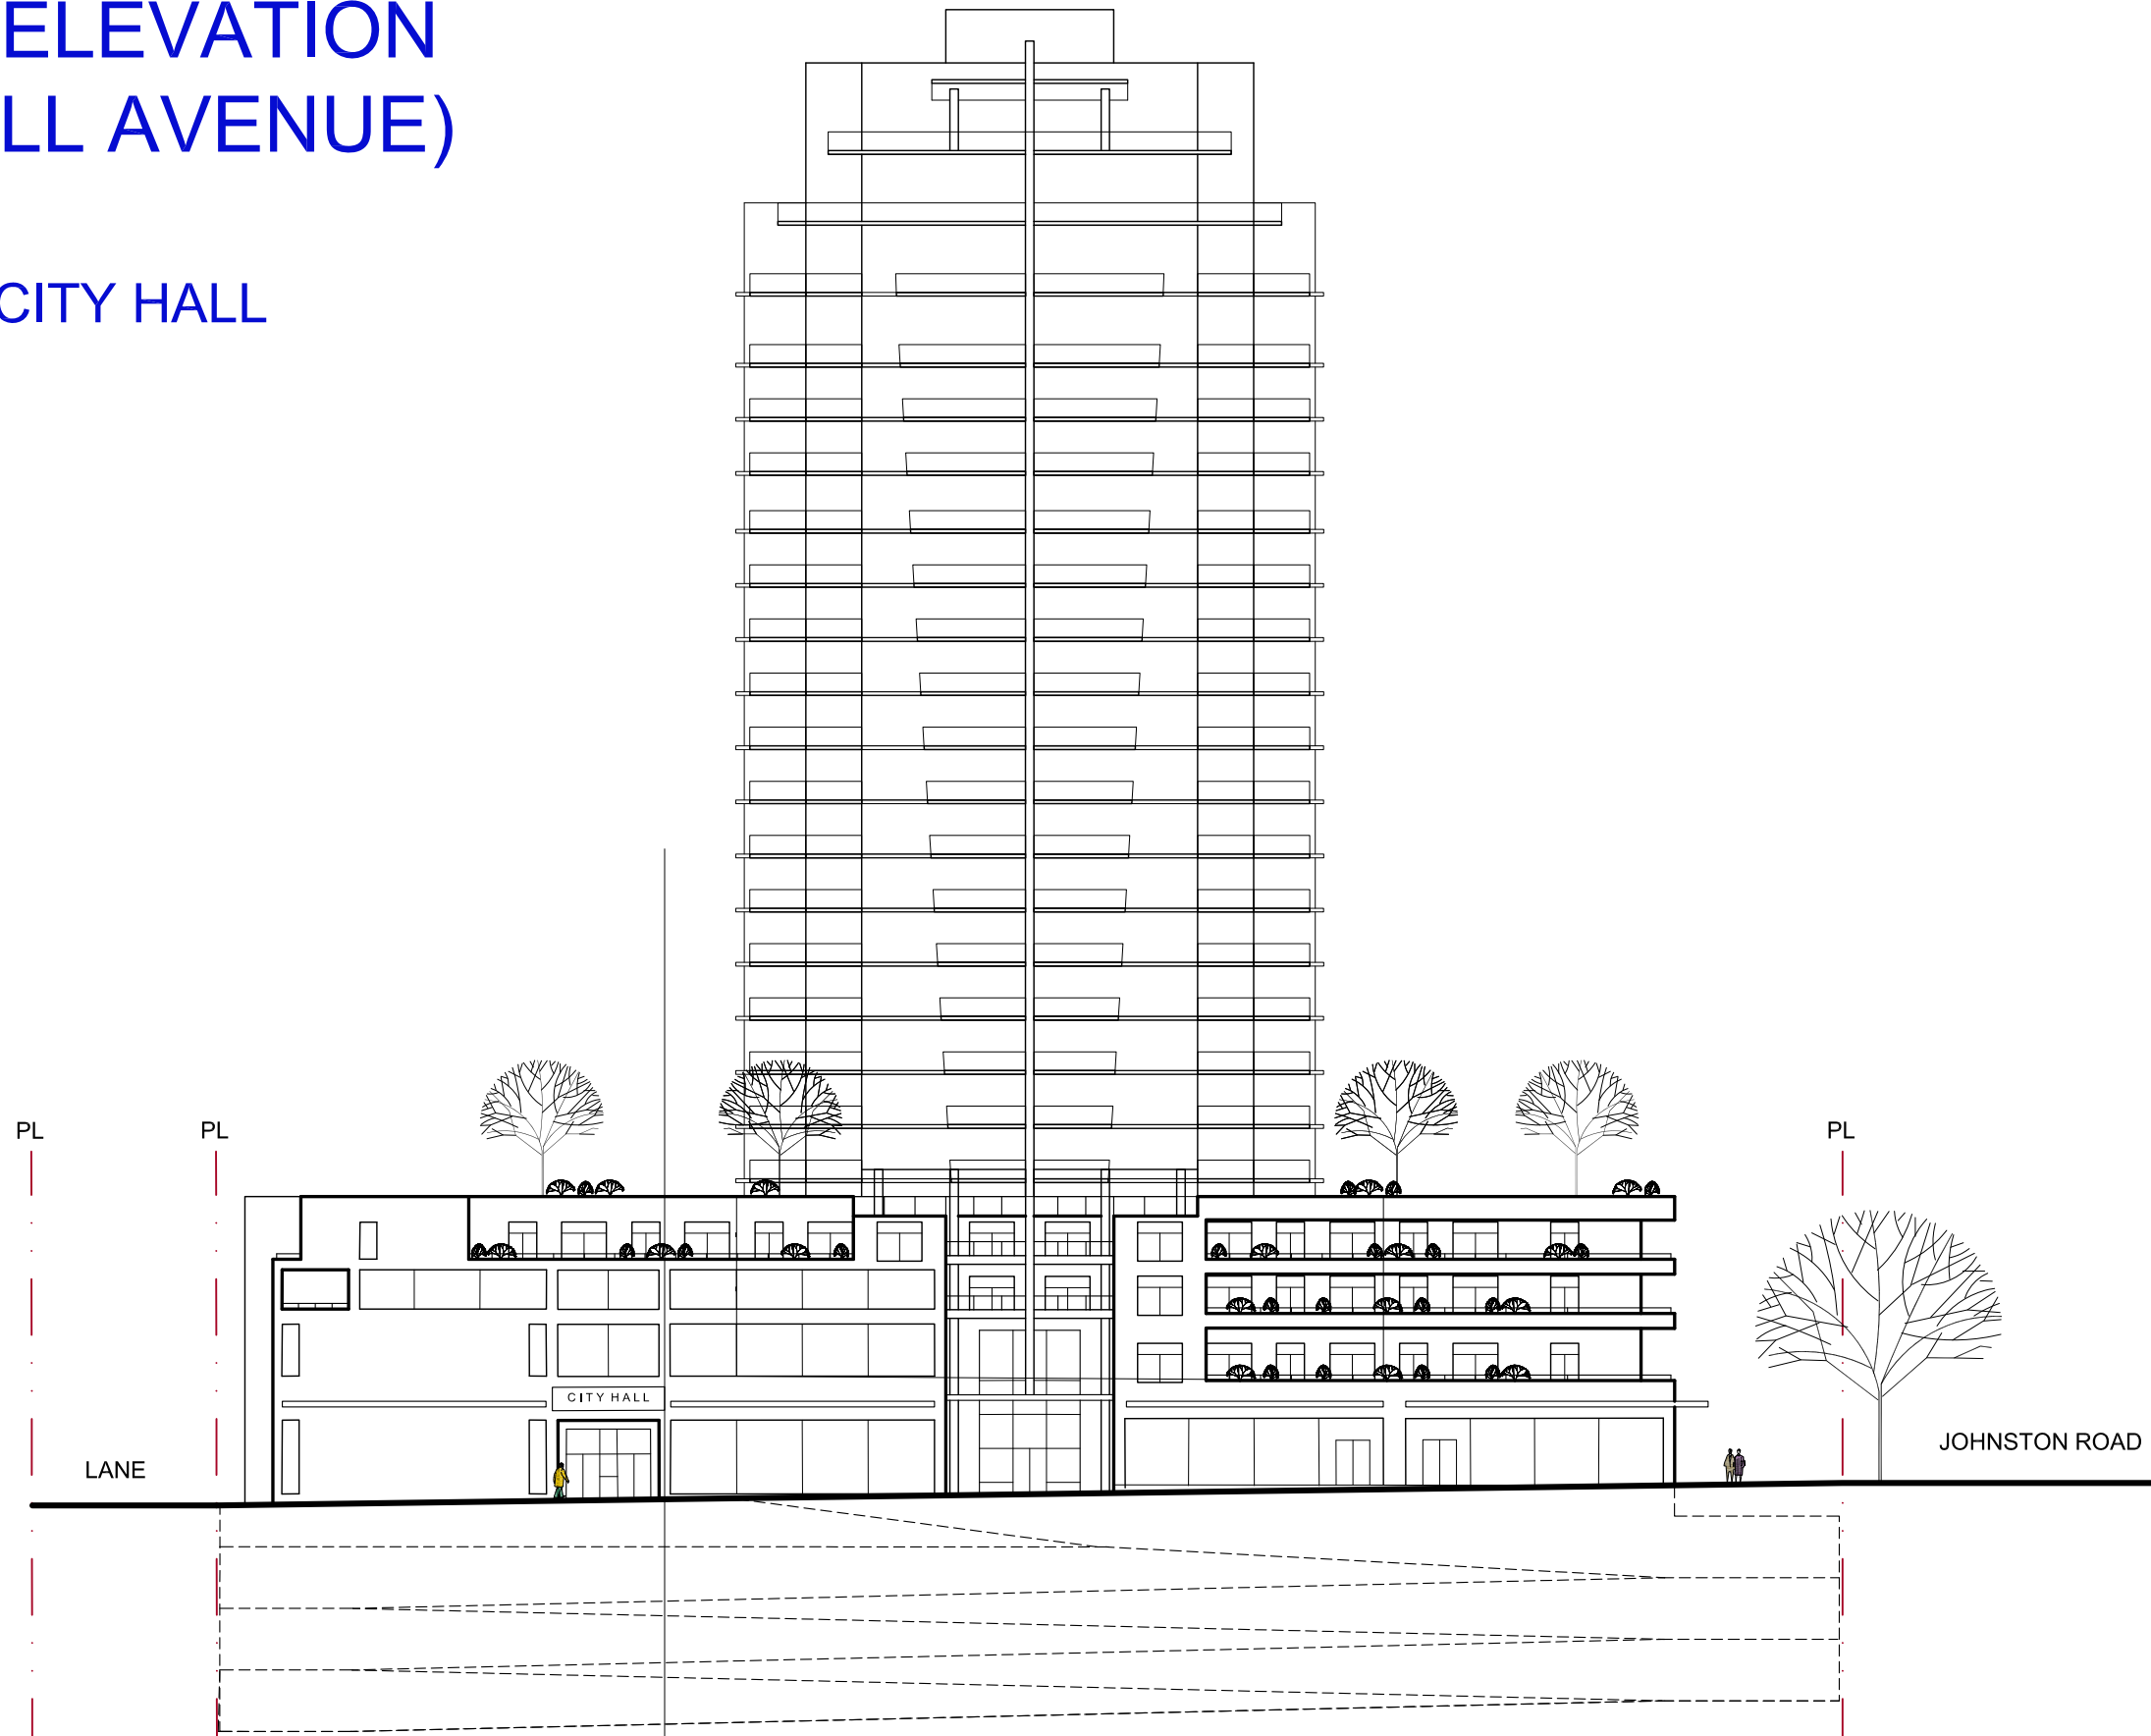 ELEVATION
LL AVENUE)
CITY HALL
PL
PL
PL
CITY HALL
LANE
JOHNSTON ROAD